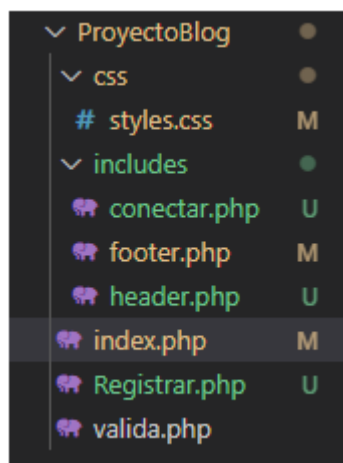 ProyectoBlog
css
# styles.css M
includes
conectar.php U
footer.php M
header.php U
index.php M
Registrar.php U
valida.php